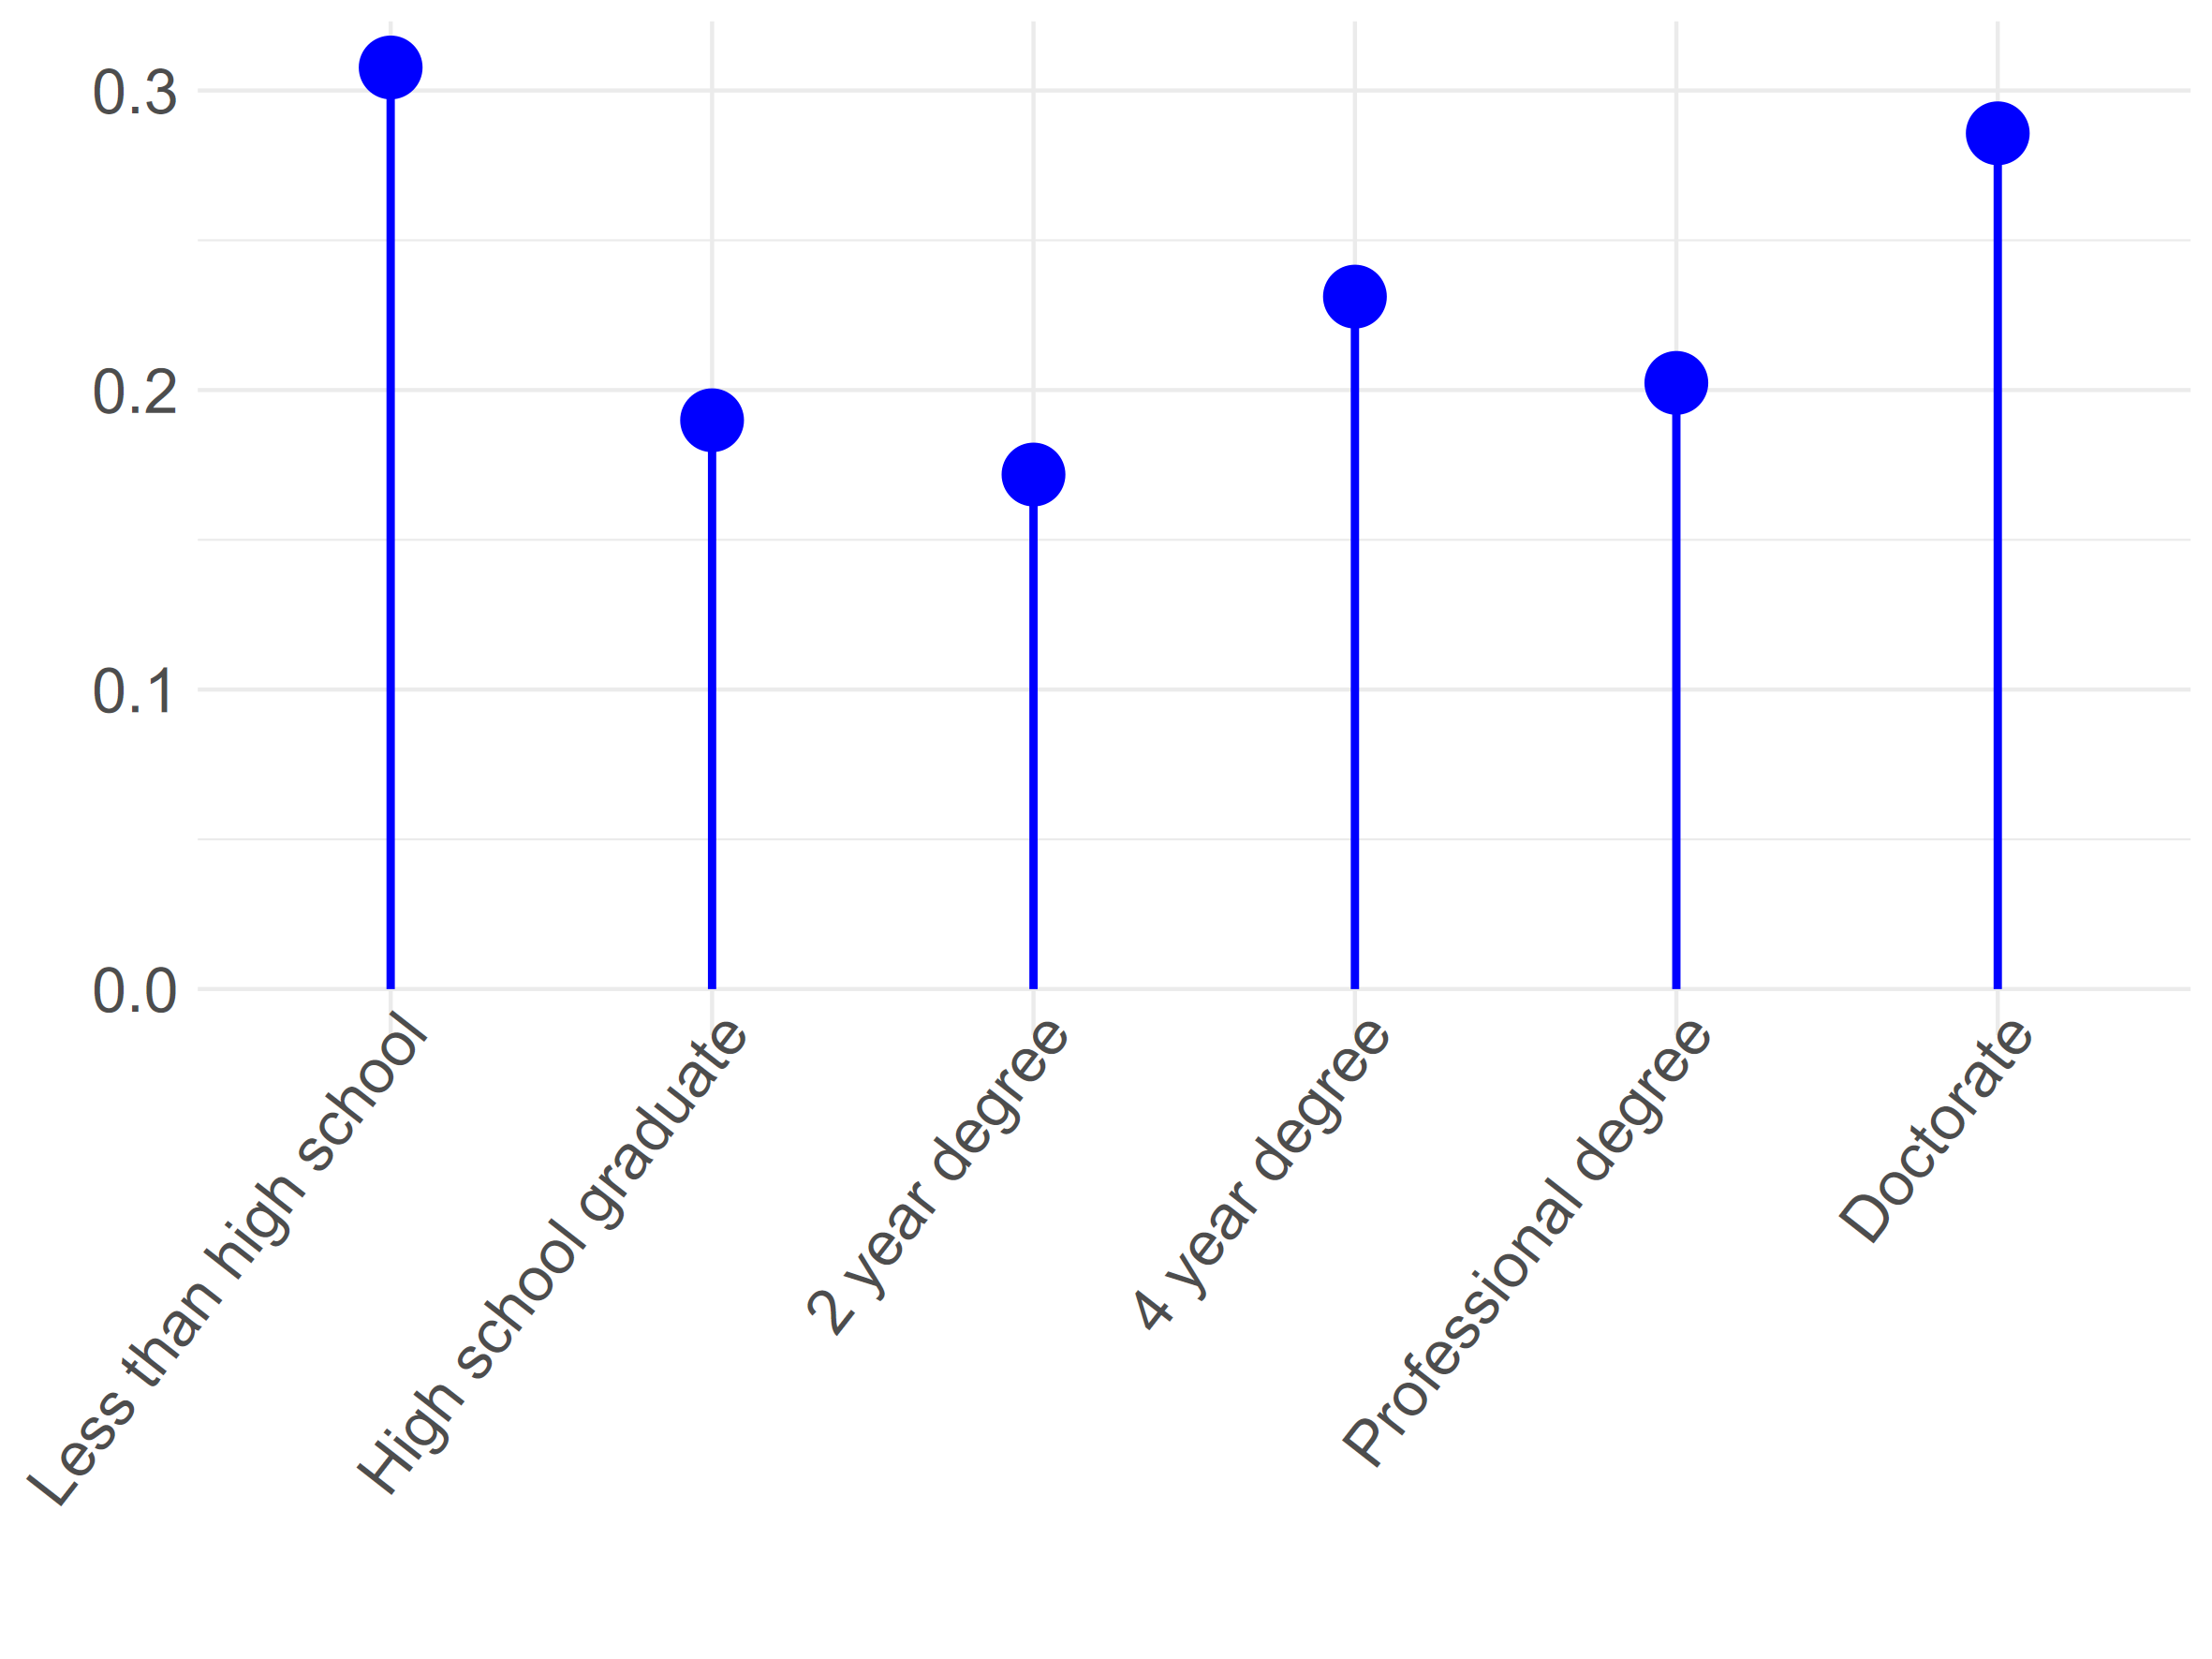 0.3
0.2
0.1
0.0
Less than high school
High school graduate
2 year degree
4 year degree
Professional degree
Doctorate